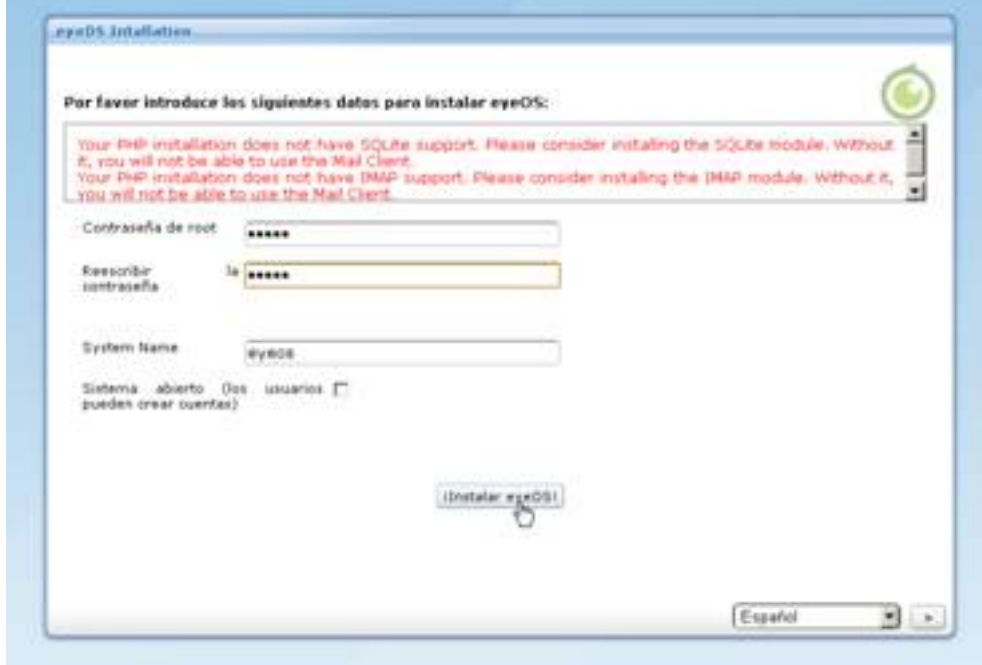 eyeOS Intallation
Por favor introduce los siguientes datos para instalar eyeOS:
Your PHP installation does not have SQLite support. Please consider installing the SQLite module. Without
it, you will not be able to use the Mail Client.
Your PHP installation does not have IMAP support. Please consider installing the IMAP module. Without it,
you will not be able to use the Mail Client.
Contraseña de root
Reescribir la
contraseña
System Name
eyeos
Sistema abierto (los usuarios
pueden crear cuentas)
¡Instalar eyeOS!
Español